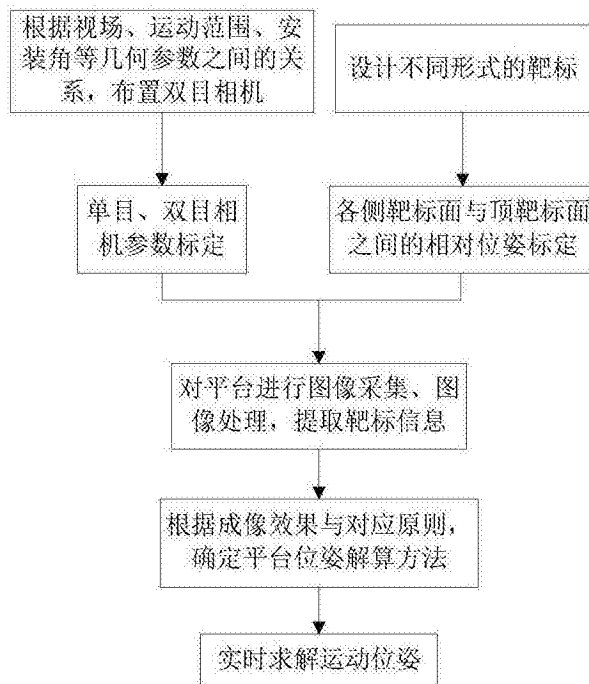 根据视场、运动范围、安
装角等几何参数之间的关
系，布置双目相机
设计不同形式的靶标
单目、双目相
机参数标定
各侧靶标面与顶靶标面
之间的相对位姿标定
对平台进行图像采集、图
像处理，提取靶标信息
根据成像效果与对应原则，
确定平台位姿解算方法
实时求解运动位姿